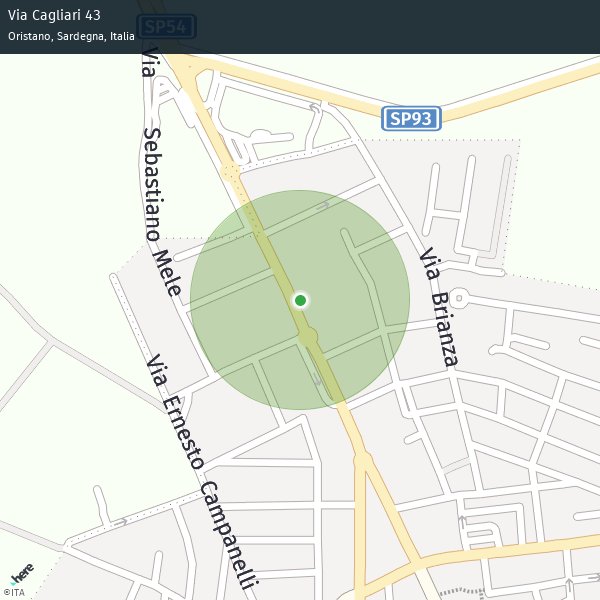 Via Cagliari 43
Oristano, Sardegna, Italia
SP54
SP93
Via Sebastiano Mele
Via Brianza
Via Ernesto Campanelli
here
©ITA